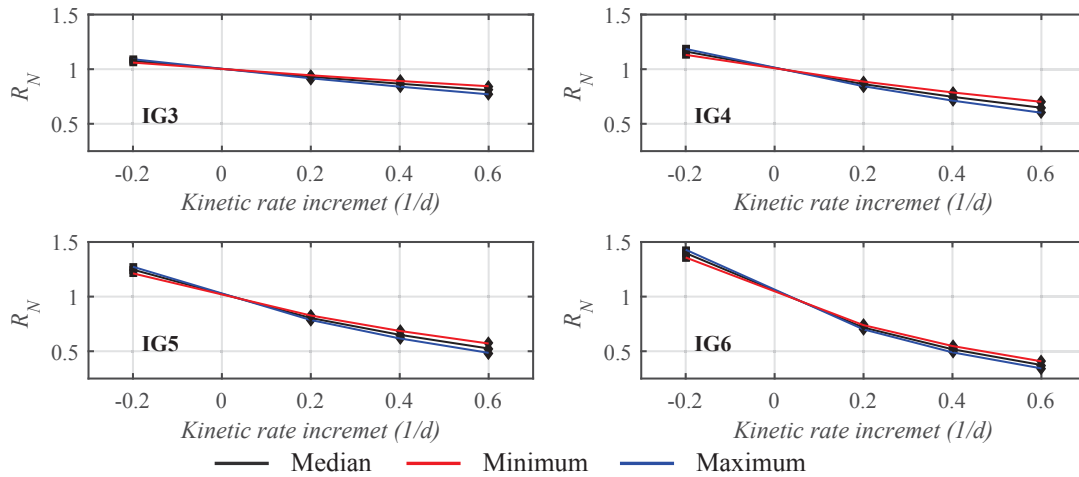 1.5
1
0.5
R_N
IG3
-0.2 0 0.2 0.4 0.6
Kinetic rate incremet (1/d)
1.5
1
0.5
R_N
IG4
-0.2 0 0.2 0.4 0.6
Kinetic rate incremet (1/d)
1.5
1
0.5
R_N
IG5
-0.2 0 0.2 0.4 0.6
Kinetic rate incremet (1/d)
1.5
1
0.5
R_N
IG6
-0.2 0 0.2 0.4 0.6
Kinetic rate incremet (1/d)
Median Minimum Maximum